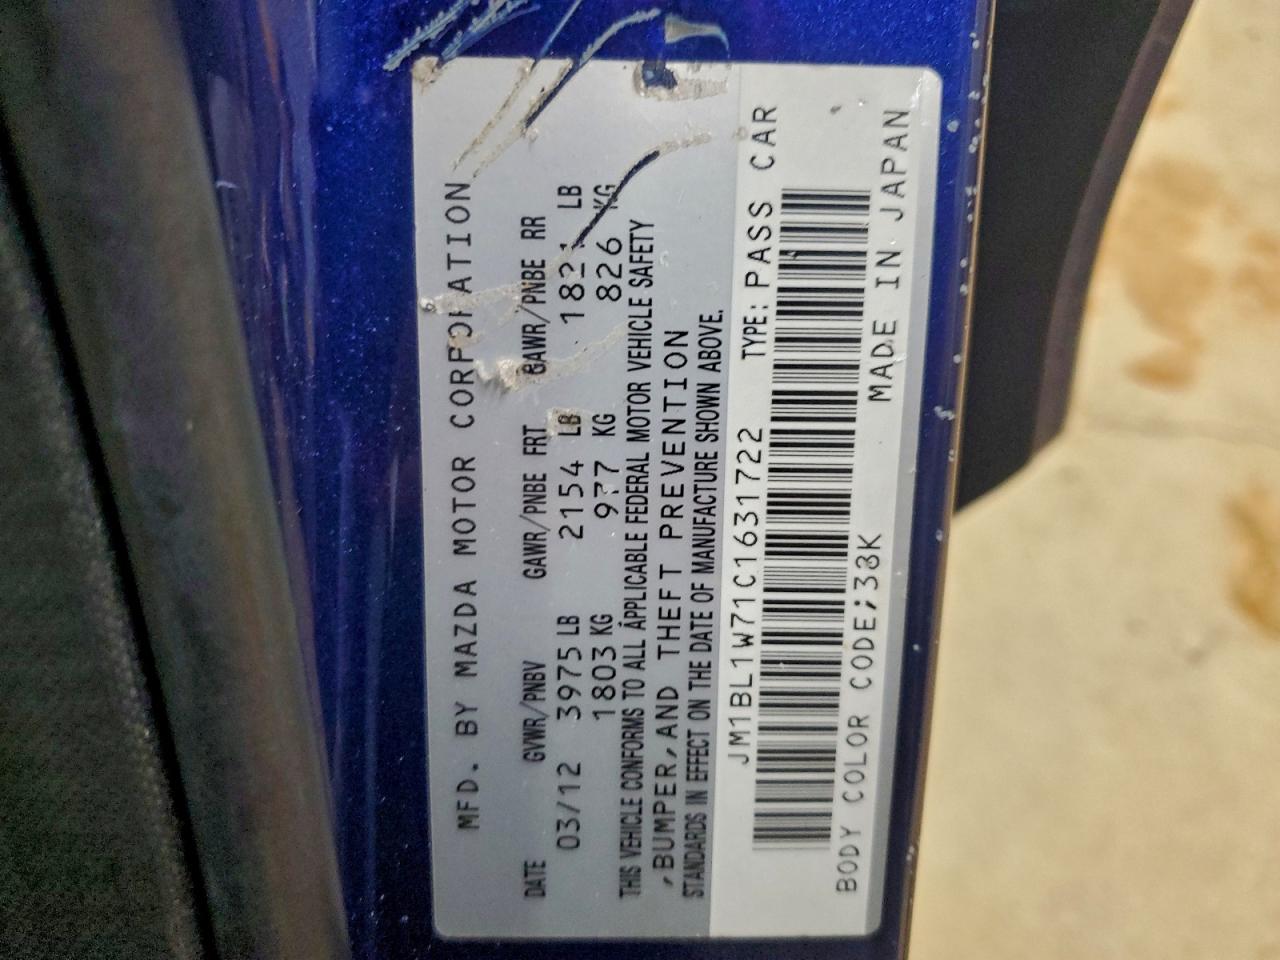 MFD. BY MAZDA MOTOR CORPORATION
DATE GVWR/PNBV GAWR/PNBE FRT GAWR/PNBE RR
03/12 3975 LB 2154 LB 1821 LB
1803 KG 977 KG 826 KG
THIS VEHICLE CONFORMS TO ALL APPLICABLE FEDERAL MOTOR VEHICLE SAFETY
,BUMPER,AND THEFT PREVENTION
STANDARDS IN EFFECT ON THE DATE OF MANUFACTURE SHOWN ABOVE.
JM1BL1W71C1631722 TYPE: PASS CAR
BODY COLOR CODE;38K MADE IN JAPAN